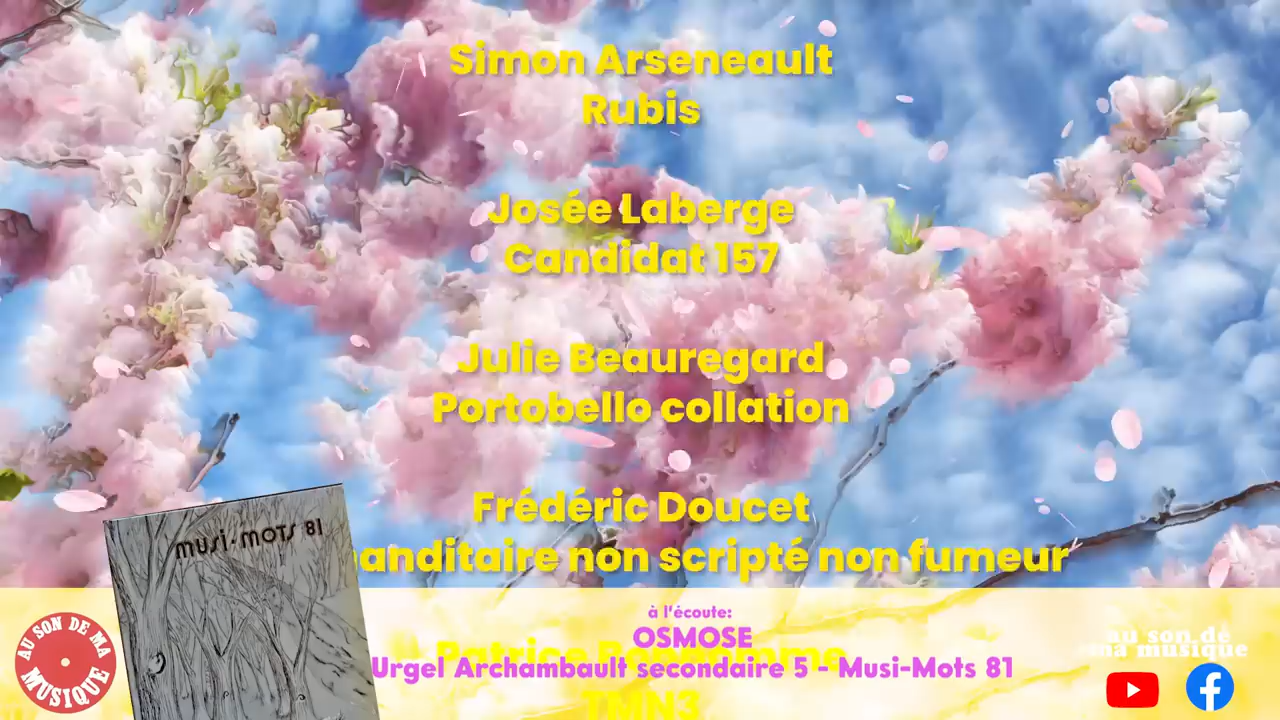 Simon Arseneault
Rubis
Josée Laberge
Candidat 157
Julie Beauregard
Portobello collation
Frédéric Doucet
non scripté non fumeur
MUSI-MOTS 81
à l'écoute:
OSMOSE
Urgel Archambault secondaire 5 - Musi-Mots 81
Patrice
TMN3
AU SON DE MA
MUSIQUE
au son de
ma musique